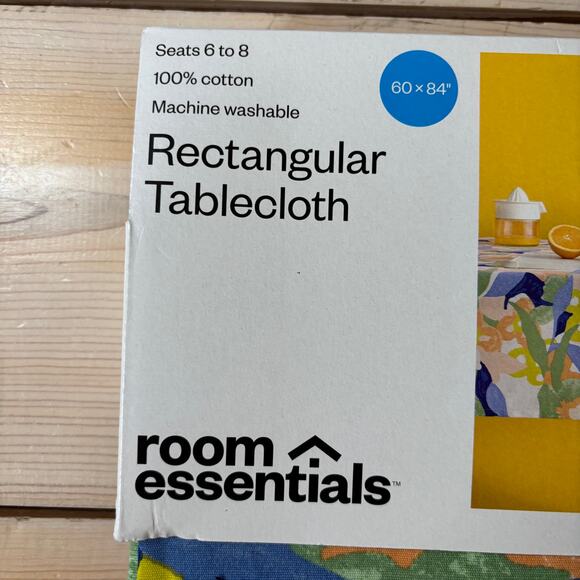 Seats 6 to 8
100% cotton
Machine washable
60 × 84"
Rectangular
Tablecloth
room
essentials™